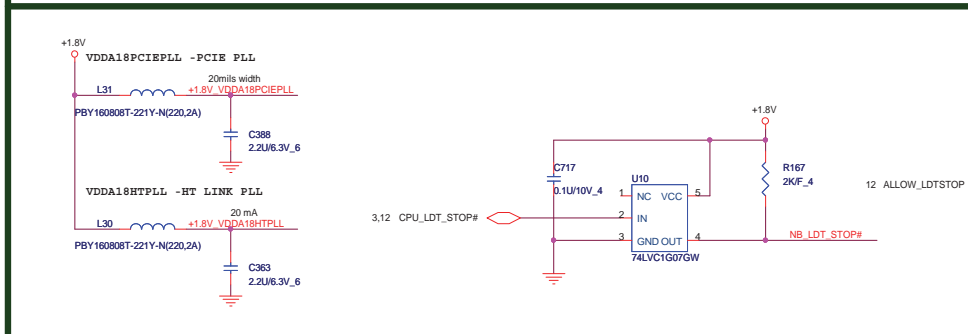 +1.8V
VDDA18PCIEPLL -PCIE PLL
20mils width
L31
+1.8V_VDDA18PCIEPLL
PBY160808T-221Y-N(220,2A)
C388
2.2U/6.3V_6
VDDA18HTPLL -HT LINK PLL
20 mA
L30
+1.8V_VDDA18HTPLL
PBY160808T-221Y-N(220,2A)
C363
2.2U/6.3V_6
+1.8V
C717
0.1U/10V_4
R167
2K/F_4
U10
1 NC VCC 5
3,12 CPU_LDT_STOP#
2 IN
3 GND OUT 4
74LVC1G07GW
NB_LDT_STOP#
12 ALLOW_LDTSTOP